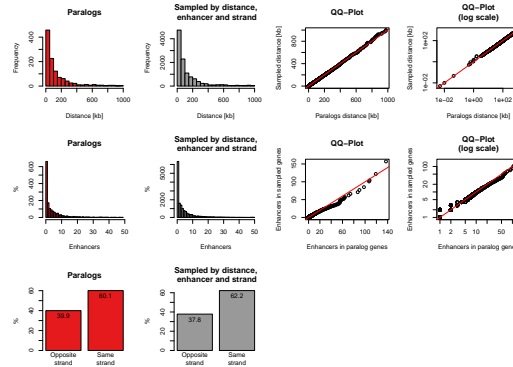 Paralogs
Frequency
0 200 400
0 200 600 1000
Distance [kb]
Sampled by distance,
enhancer and strand
0 2000 4000
0 200 600 1000
Distance [kb]
QQ−Plot
Sampled distance [kb]
0 400 800
0 200 400 600 800 1000
Paralogs distance [kb]
QQ−Plot
(log scale)
Sampled distance [kb]
1e−02 1e+02
1e−02 1e+00 1e+02
Paralogs distance [kb]
Paralogs
%
0 200 600
0 10 20 30 40 50
Enhancers
Sampled by distance,
enhancer and strand
%
0 2000 6000
0 10 20 30 40 50
Enhancers
QQ−Plot
Enhancers in sampled genes
0 50 100 150
0 20 40 60 80 100 140
Enhancers in paralog genes
QQ−Plot
(log scale)
Enhancers in sampled genes
1 2 5 20 100
1 2 5 10 20 50
Enhancers in paralog genes
Paralogs
%
0 20 40 60
39.9
60.1
Opposite
strand
Same
strand
Sampled by distance,
enhancer and strand
%
0 20 40 60
37.8
62.2
Opposite
strand
Same
strand